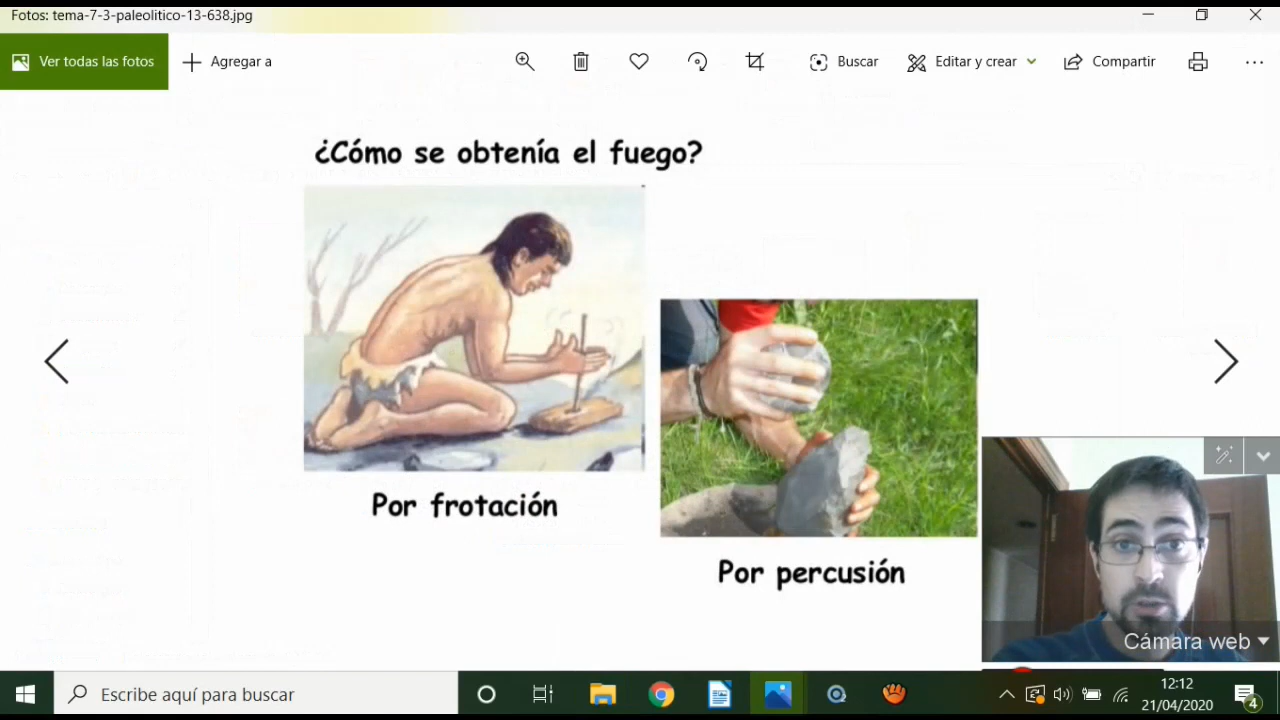 Fotos: tema-7-3-paleolitico-13-638.jpg
Ver todas las fotos
Agregar a
Buscar
Editar y crear
Compartir
¿Cómo se obtenía el fuego?
Por frotación
Por percusión
Cámara web
Escribe aquí para buscar
12:12
21/04/2020
4